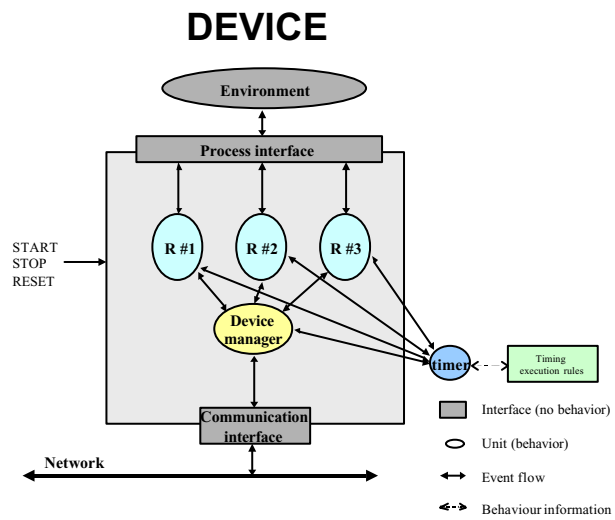 DEVICE
Environment
Process interface
R #1
R #2
R #3
START
STOP
RESET
Device
manager
timer
Timing
execution rules
Communication
interface
Network
Interface (no behavior)
Unit (behavior)
Event flow
Behaviour information